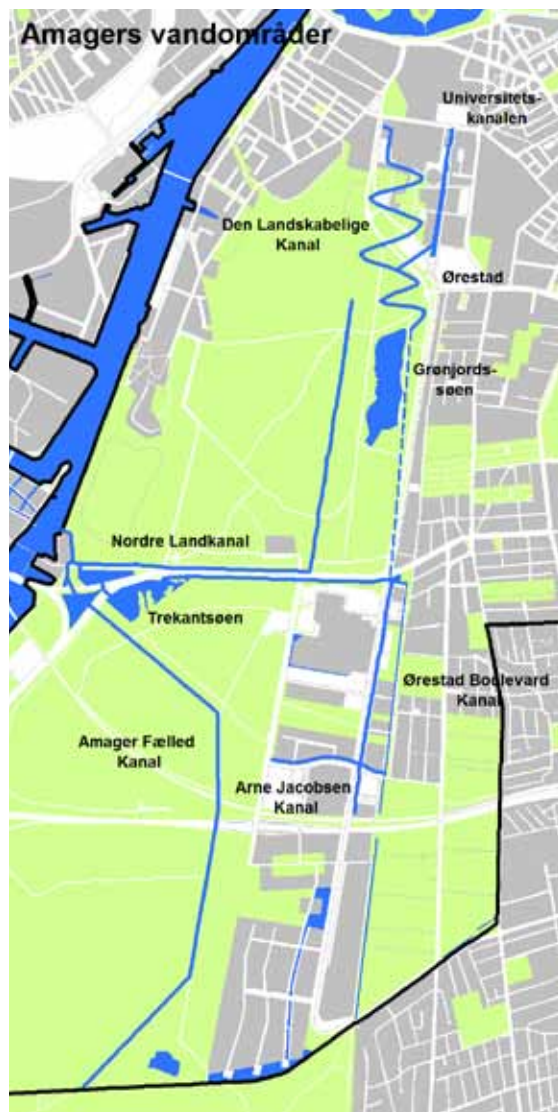 Amagers vandområder
Universitets-
kanalen
Den Landskabelige
Kanal
Ørestad
Grønjords-
søen
Nordre Landkanal
Trekantsøen
Ørestad Boulevard
Kanal
Amager Fælled
Kanal
Arne Jacobsen
Kanal